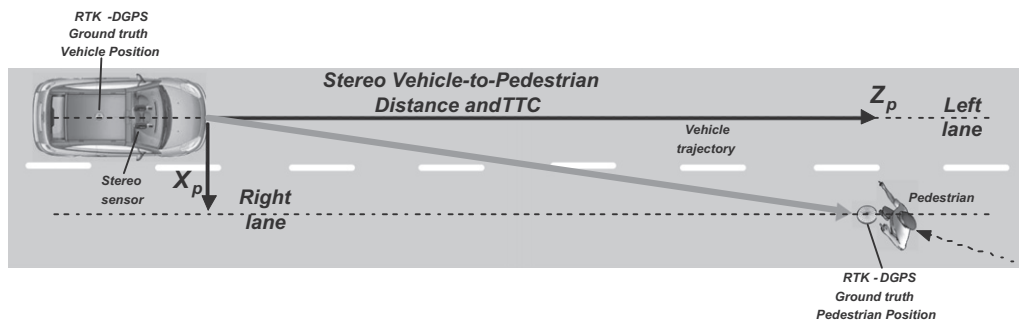 RTK -DGPS
Ground truth
Vehicle Position
Stereo Vehicle-to-Pedestrian
Distance andTTC
Zp
Left
lane
Vehicle
trajectory
Stereo
sensor
Xp
Right
lane
Pedestrian
RTK - DGPS
Ground truth
Pedestrian Position